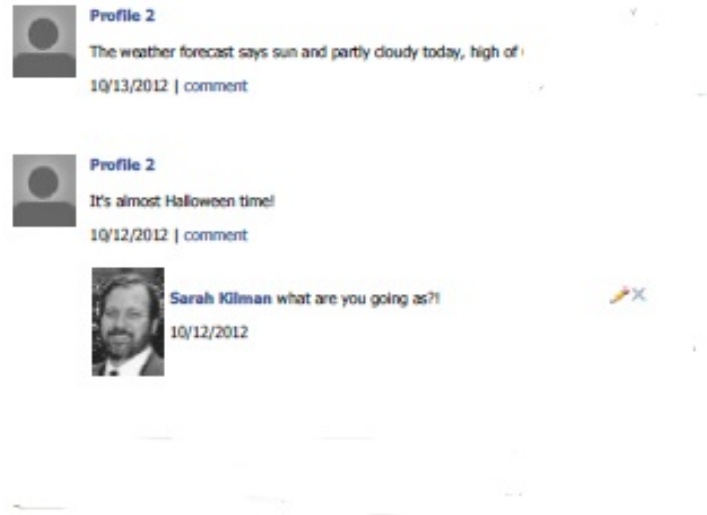 Profile 2
The weather forecast says sun and partly cloudy today, high of
10/13/2012 | comment
Profile 2
It's almost Halloween time!
10/12/2012 | comment
Sarah Kilman what are you going as?!
10/12/2012